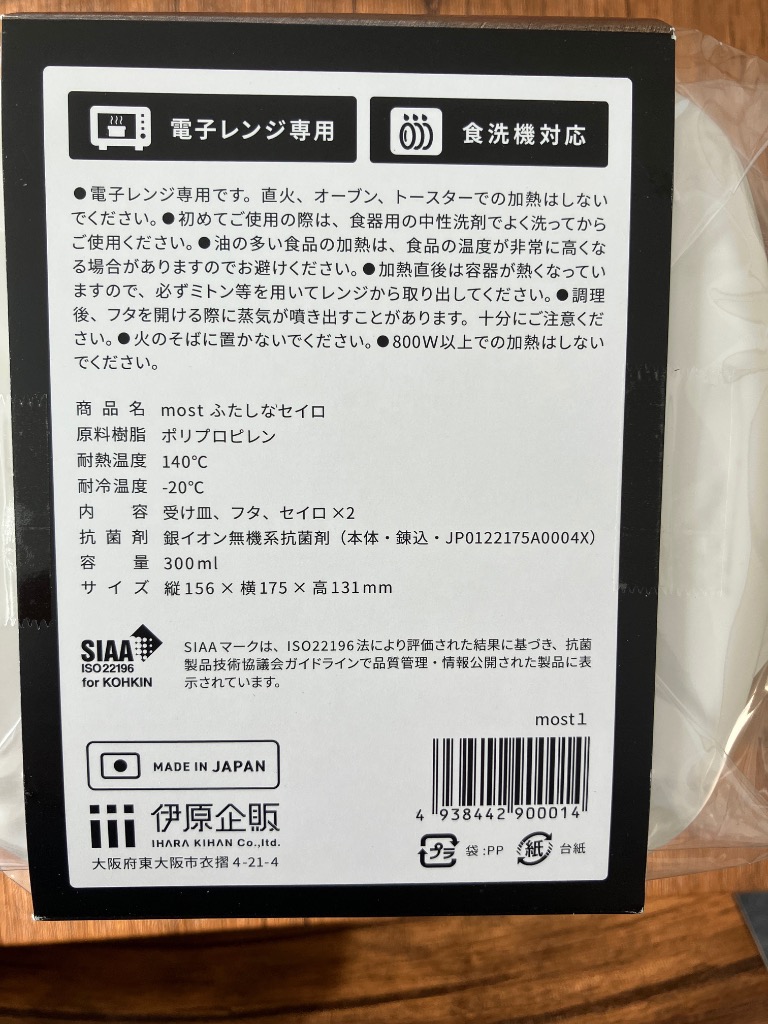 電子レンジ専用
食洗機対応
●電子レンジ専用です。直火、オーブン、トースターでの加熱はしない
でください。●初めてご使用の際は、食器用の中性洗剤でよく洗ってから
ご使用ください。●油の多い食品の加熱は、食品の温度が非常に高くな
る場合がありますのでお避けください。●加熱直後は容器が熱くなってい
ますので、必ずミトン等を用いてレンジから取り出してください。●調理
後、フタを開ける際に蒸気が噴き出すことがあります。十分にご注意くだ
さい。●火のそばに置かないでください。●800W以上での加熱はしない
でください。
商品名 most ふたしなセイロ
原料樹脂 ポリプロピレン
耐熱温度 140℃
耐冷温度 -20℃
内容 受け皿、フタ、セイロ×2
抗菌剤 銀イオン無機系抗菌剤（本体・錬込・JP0122175A0004X）
容量 300ml
サイズ 縦156×横175×高131mm
SIAA
ISO 22196
for KOHKIN
SIAAマークは、ISO22196法により評価された結果に基づき、抗菌
製品技術協議会ガイドラインで品質管理・情報公開された製品に表
示されています。
most1
MADE IN JAPAN
4 938442 900014
伊原企販
IHARA KIHAN Co.,ltd.
大阪府東大阪市衣摺4-21-4
プラ 袋:PP 紙 台紙